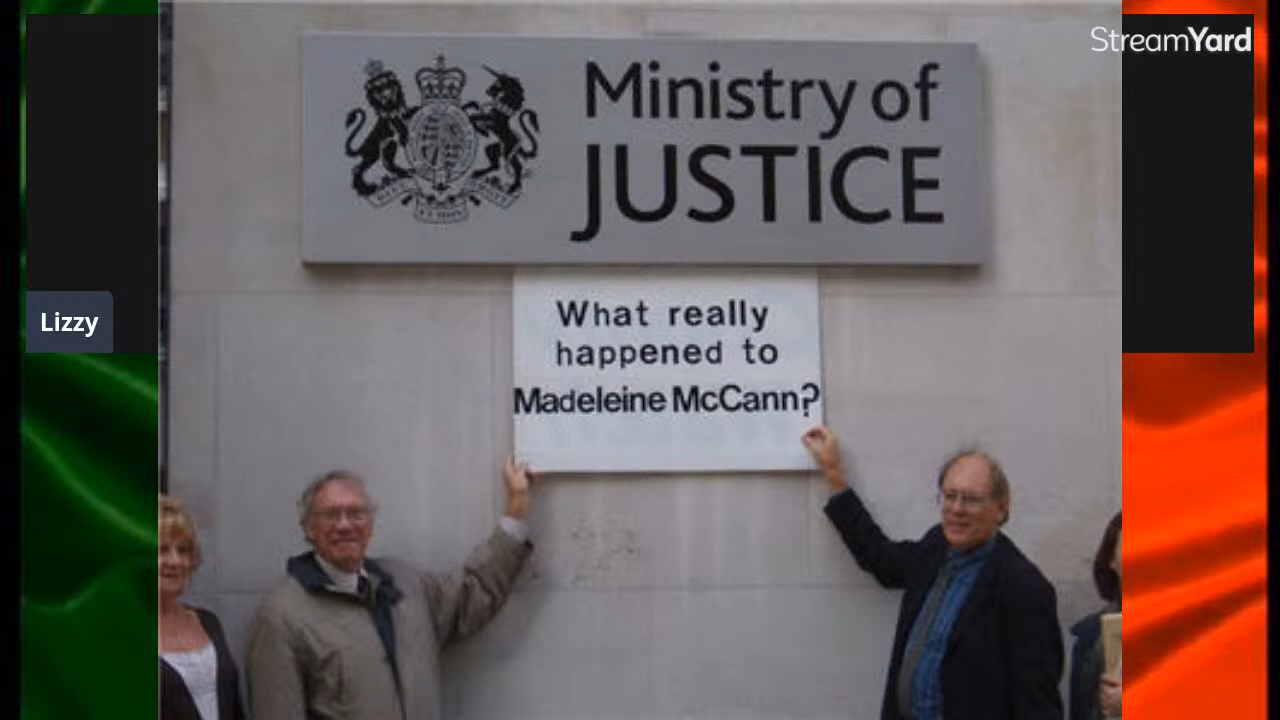 StreamYard
Ministry of
JUSTICE
What really
happened to
Madeleine McCann?
Lizzy